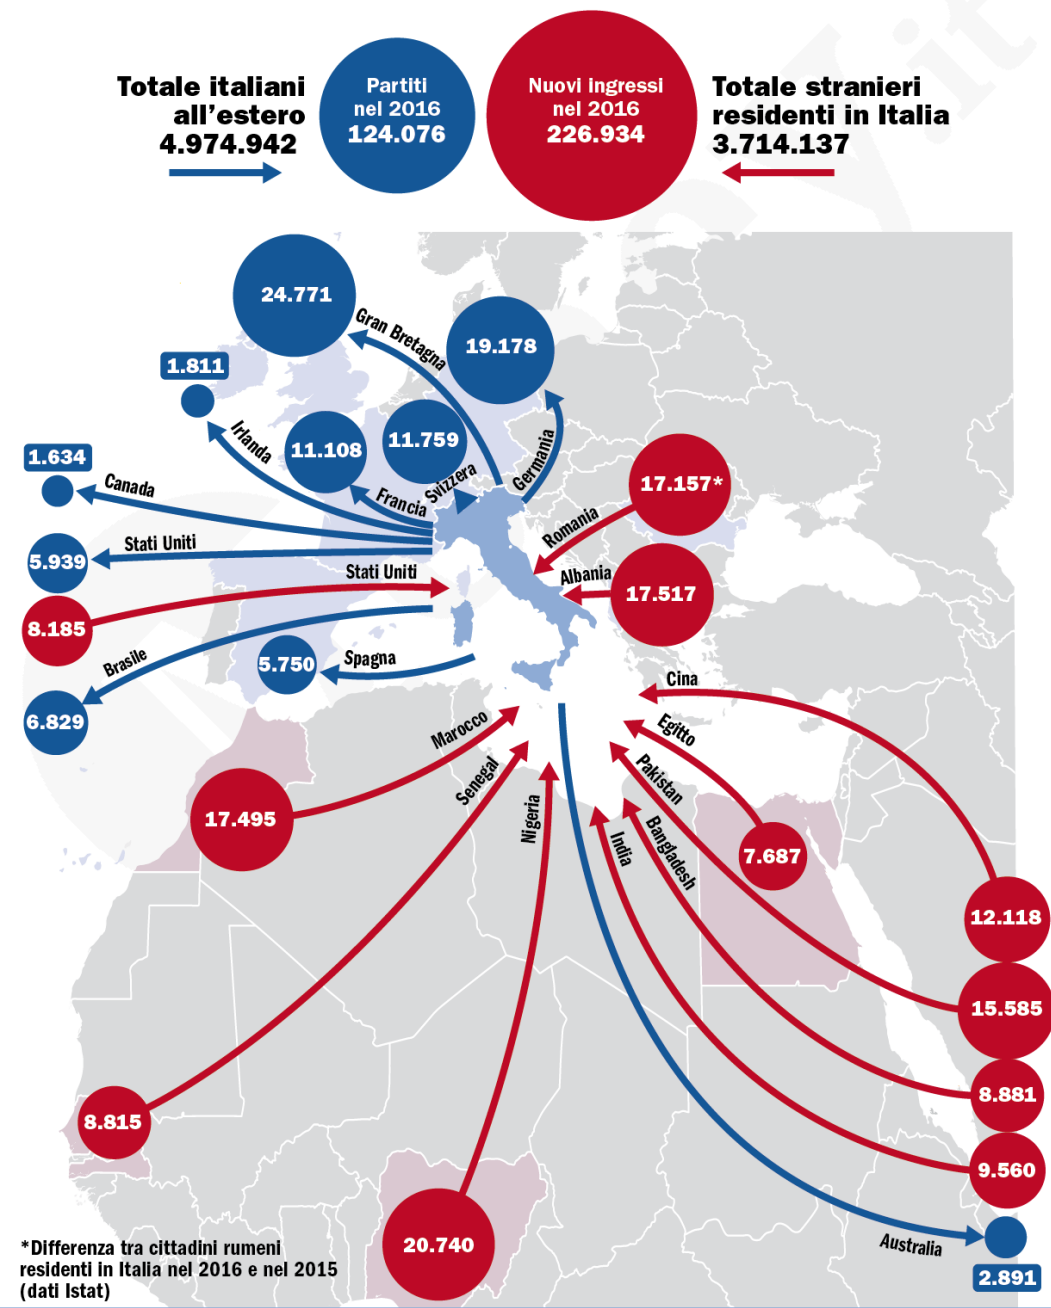 Totale italiani
all'estero
4.974.942
Partiti
nel 2016
124.076
Nuovi ingressi
nel 2016
226.934
Totale stranieri
residenti in Italia
3.714.137
24.771
Gran Bretagna
19.178
Germania
1.811
Irlanda
11.108
Francia
11.759
Svizzera
1.634
Canada
5.939
Stati Uniti
8.185
Stati Uniti
6.829
Brasile
5.750
Spagna
17.157*
Romania
17.517
Albania
Cina
12.118
Egitto
7.687
Pakistan
15.585
Bangladesh
8.881
India
9.560
Marocco
17.495
Senegal
8.815
Nigeria
20.740
Australia
2.891
*Differenza tra cittadini rumeni
residenti in Italia nel 2016 e nel 2015
(dati Istat)